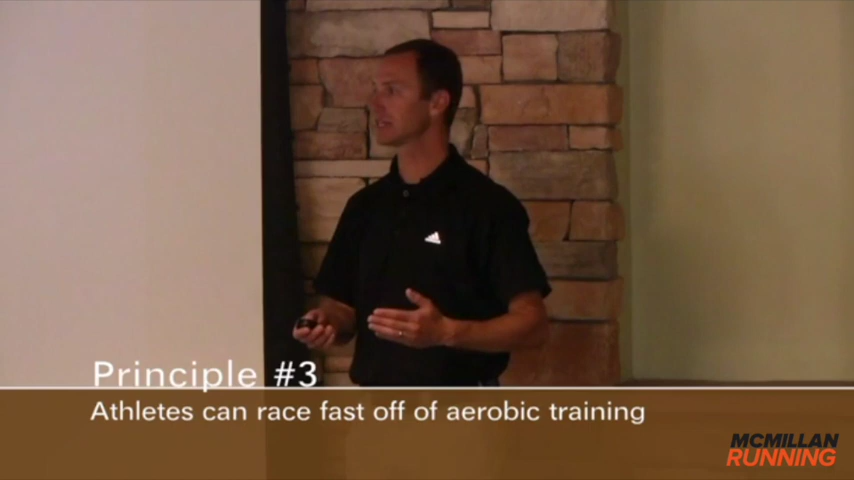 Principle #3
Athletes can race fast off of aerobic training
MCMILLAN
RUNNING